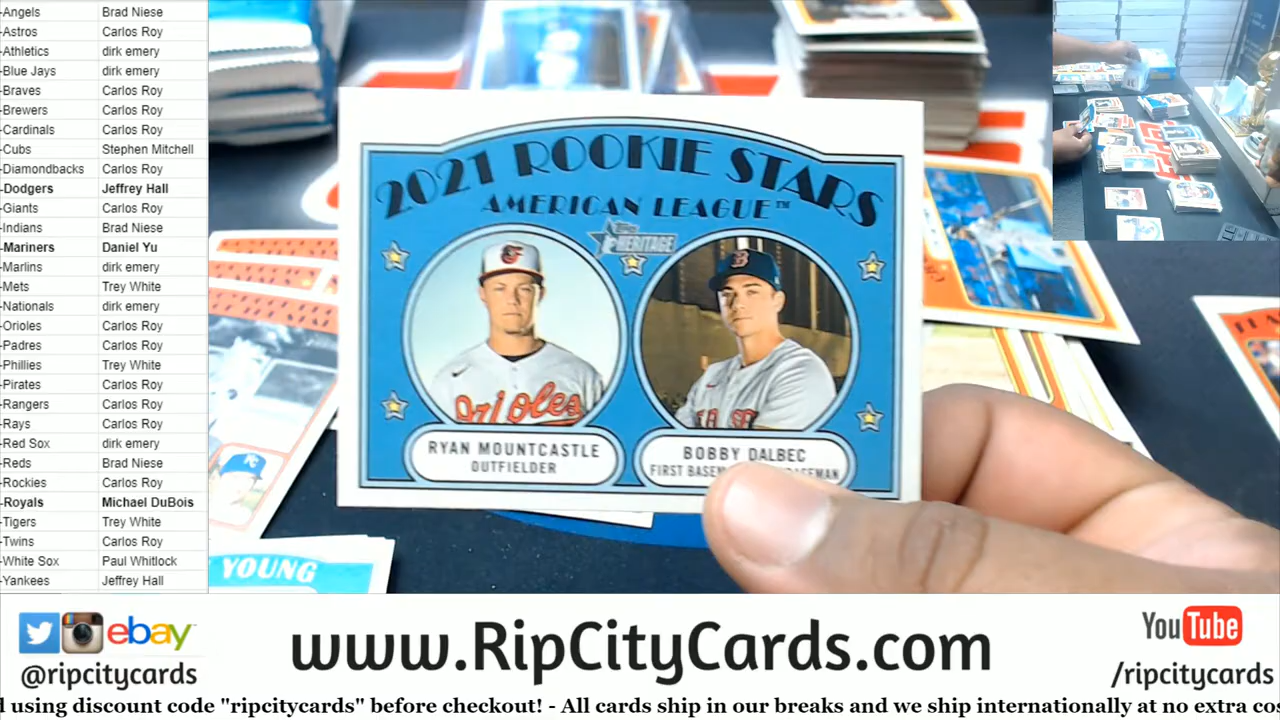 -Angels Brad Niese
-Astros Carlos Roy
-Athletics dirk emery
-Blue Jays dirk emery
-Braves Carlos Roy
-Brewers Carlos Roy
-Cardinals Carlos Roy
-Cubs Stephen Mitchell
-Diamondbacks Carlos Roy
-Dodgers Jeffrey Hall
-Giants Carlos Roy
-Indians Brad Niese
-Mariners Daniel Yu
-Marlins dirk emery
-Mets Trey White
-Nationals dirk emery
-Orioles Carlos Roy
-Padres Carlos Roy
-Phillies Trey White
-Pirates Carlos Roy
-Rangers Carlos Roy
-Rays Carlos Roy
-Red Sox dirk emery
-Reds Brad Niese
-Rockies Carlos Roy
-Royals Michael DuBois
-Tigers Trey White
-Twins Carlos Roy
-White Sox Paul Whitlock
-Yankees Jeffrey Hall
2021 ROOKIE STARS
AMERICAN LEAGUE™
Topps
HERITAGE
B
Orioles
RYAN MOUNTCASTLE
OUTFIELDER
BOBBY DALBEC
FIRST
YOUNG
ebay
@ripcitycards
www.RipCityCards.com
YouTube
/ripcitycards
using discount code "ripcitycards" before checkout! - All cards ship in our breaks and we ship internationally at no extra